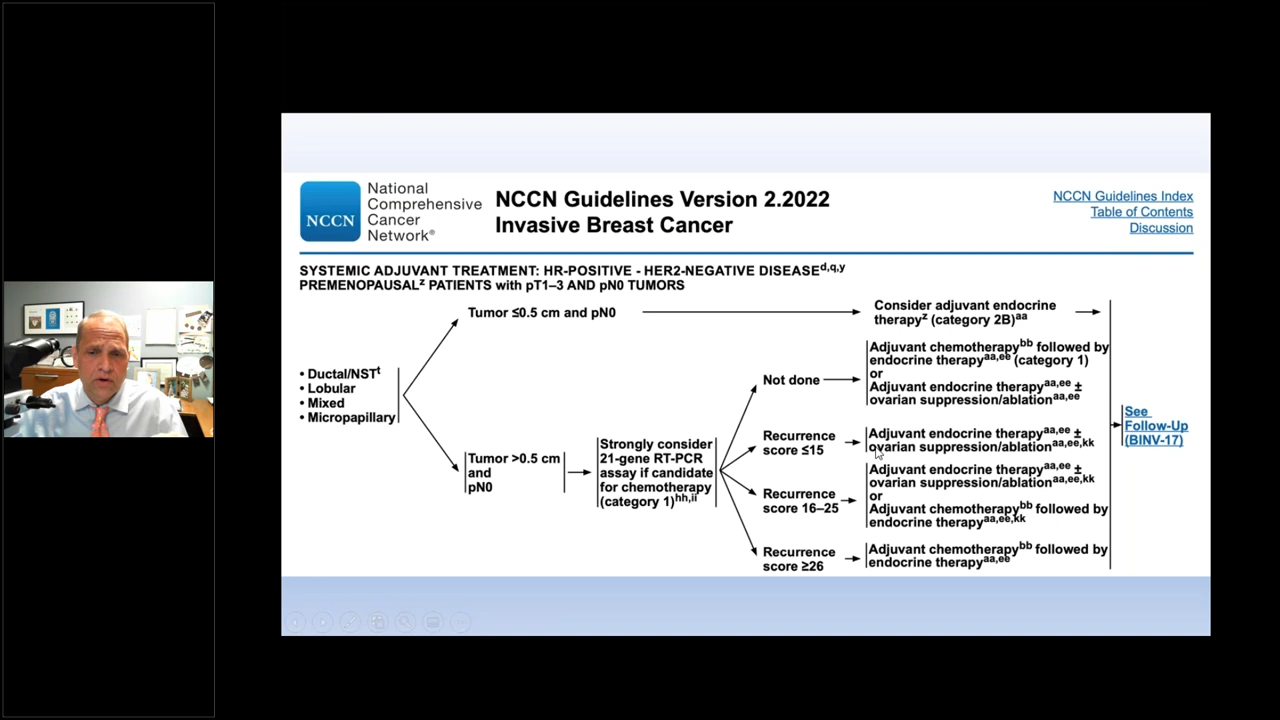 National
Comprehensive
Cancer
Network®
NCCN
NCCN Guidelines Version 2.2022
Invasive Breast Cancer
NCCN Guidelines Index
Table of Contents
Discussion
SYSTEMIC ADJUVANT TREATMENT: HR-POSITIVE - HER2-NEGATIVE DISEASEd,q,y
PREMENOPAUSALz PATIENTS with pT1–3 AND pN0 TUMORS
• Ductal/NSTt
• Lobular
• Mixed
• Micropapillary
Tumor ≤0.5 cm and pN0
Consider adjuvant endocrine
therapyz (category 2B)aa
Tumor >0.5 cm
and
pN0
Strongly consider
21-gene RT-PCR
assay if candidate
for chemotherapy
(category 1)hh,ii
Not done
Adjuvant chemotherapybb followed by
endocrine therapyaa,ee (category 1)
or
Adjuvant endocrine therapyaa,ee ±
ovarian suppression/ablationaa,ee
Recurrence
score ≤15
Adjuvant endocrine therapyaa,ee ±
ovarian suppression/ablationaa,ee,kk
Recurrence
score 16–25
Adjuvant endocrine therapyaa,ee ±
ovarian suppression/ablationaa,ee,kk
or
Adjuvant chemotherapybb followed by
endocrine therapyaa,ee,kk
Recurrence
score ≥26
Adjuvant chemotherapybb followed by
endocrine therapyaa,ee
See
Follow-Up
(BINV-17)